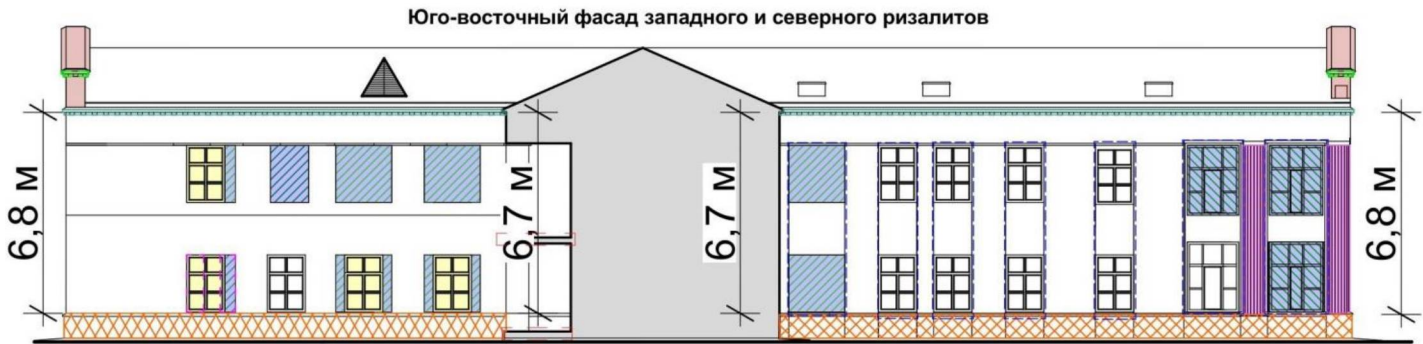 Юго-восточный фасад западного и северного ризалитов
6,8 м
6,7 м
6,7 м
6,8 м